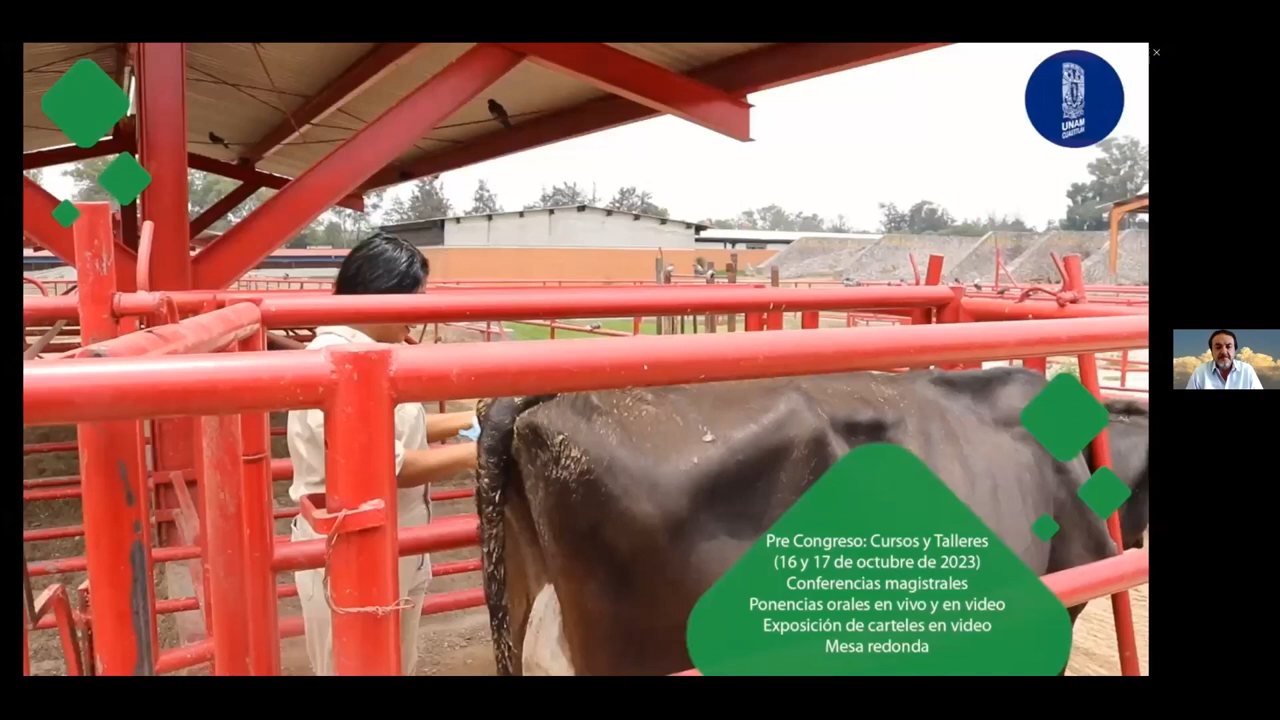 UNAM
CUAUTITLÁN
Pre Congreso: Cursos y Talleres
(16 y 17 de octubre de 2023)
Conferencias magistrales
Ponencias orales en vivo y en video
Exposición de carteles en video
Mesa redonda